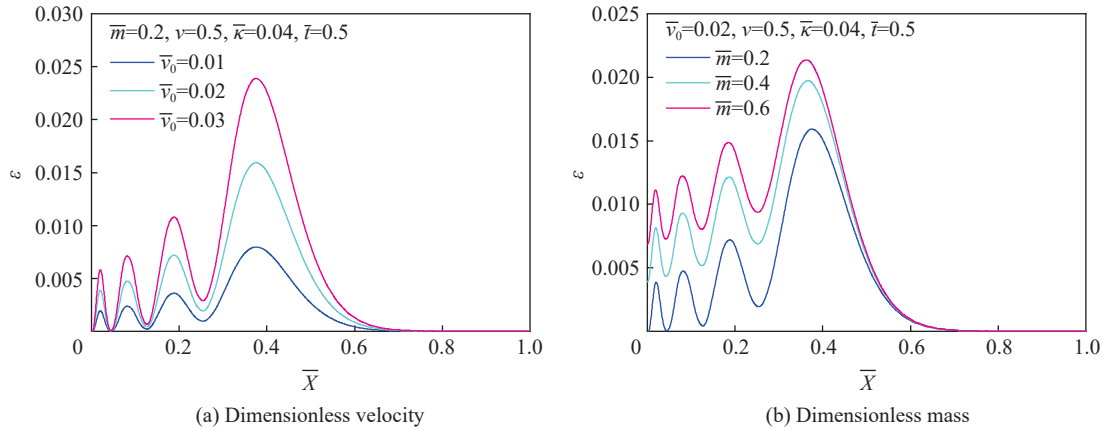 0.030
0.025
0.020
0.015
0.010
0.005
0
0.2
0.4
0.6
0.8
1.0
ε
X̅
m̅=0.2, v=0.5, κ̅=0.04, t̅=0.5
v̅₀=0.01
v̅₀=0.02
v̅₀=0.03
(a) Dimensionless velocity
0.025
0.020
0.015
0.010
0.005
0
0.2
0.4
0.6
0.8
1.0
ε
X̅
v̅₀=0.02, v=0.5, κ̅=0.04, t̅=0.5
m̅=0.2
m̅=0.4
m̅=0.6
(b) Dimensionless mass